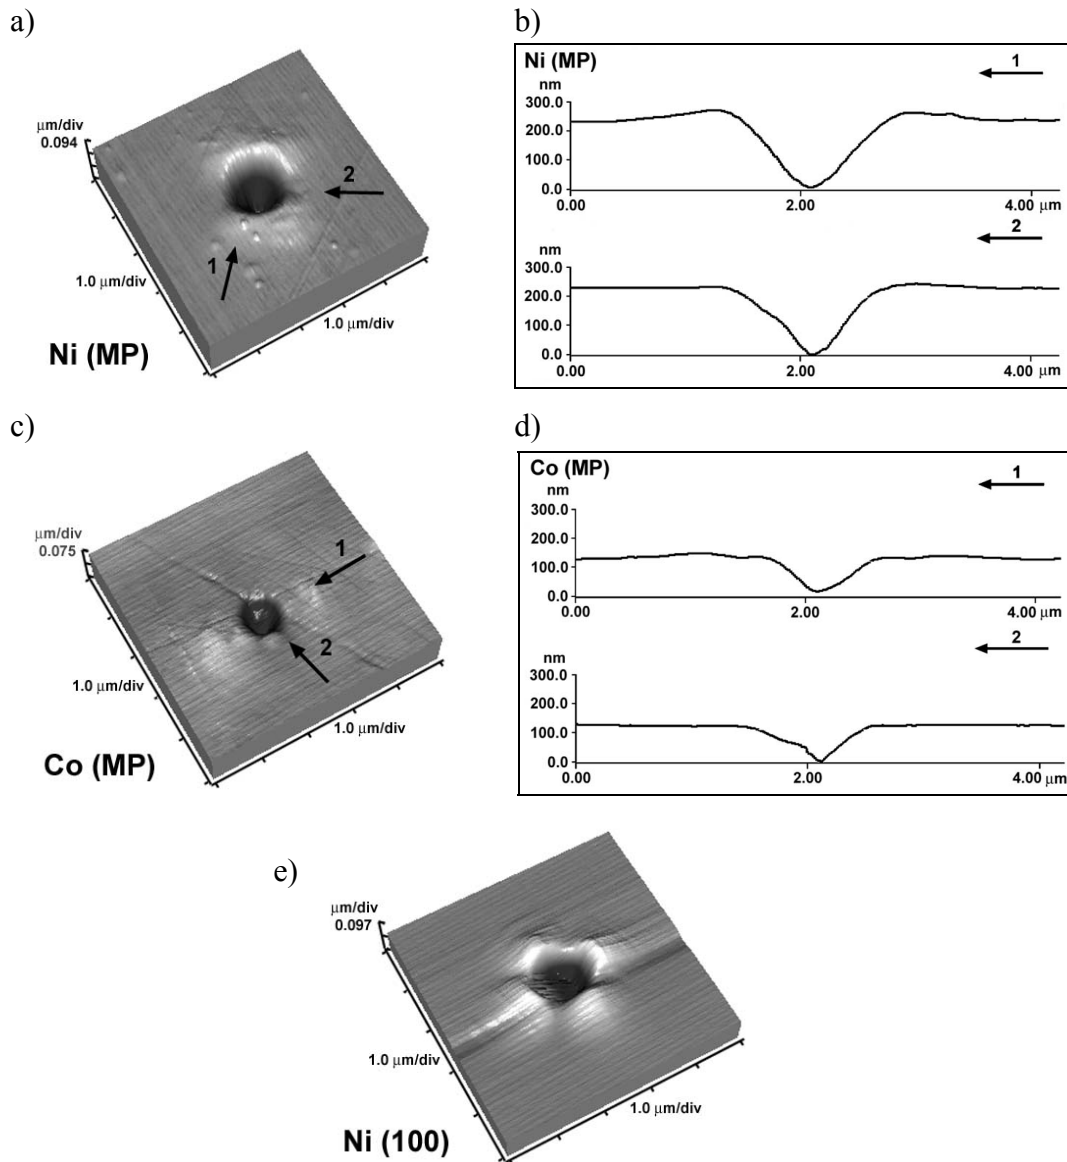 a)
μm/div
0.094
2
1
1.0 μm/div
1.0 μm/div
Ni (MP)
b)
Ni (MP)
1
nm
300.0
200.0
100.0
0.0
0.00 2.00 4.00 μm
2
nm
300.0
200.0
100.0
0.0
0.00 2.00 4.00 μm
c)
μm/div
0.075
1
2
1.0 μm/div
1.0 μm/div
Co (MP)
d)
Co (MP)
1
nm
300.0
200.0
100.0
0.0
0.00 2.00 4.00 μm
2
nm
300.0
200.0
100.0
0.0
0.00 2.00 4.00 μm
e)
μm/div
0.097
1.0 μm/div
1.0 μm/div
Ni (100)